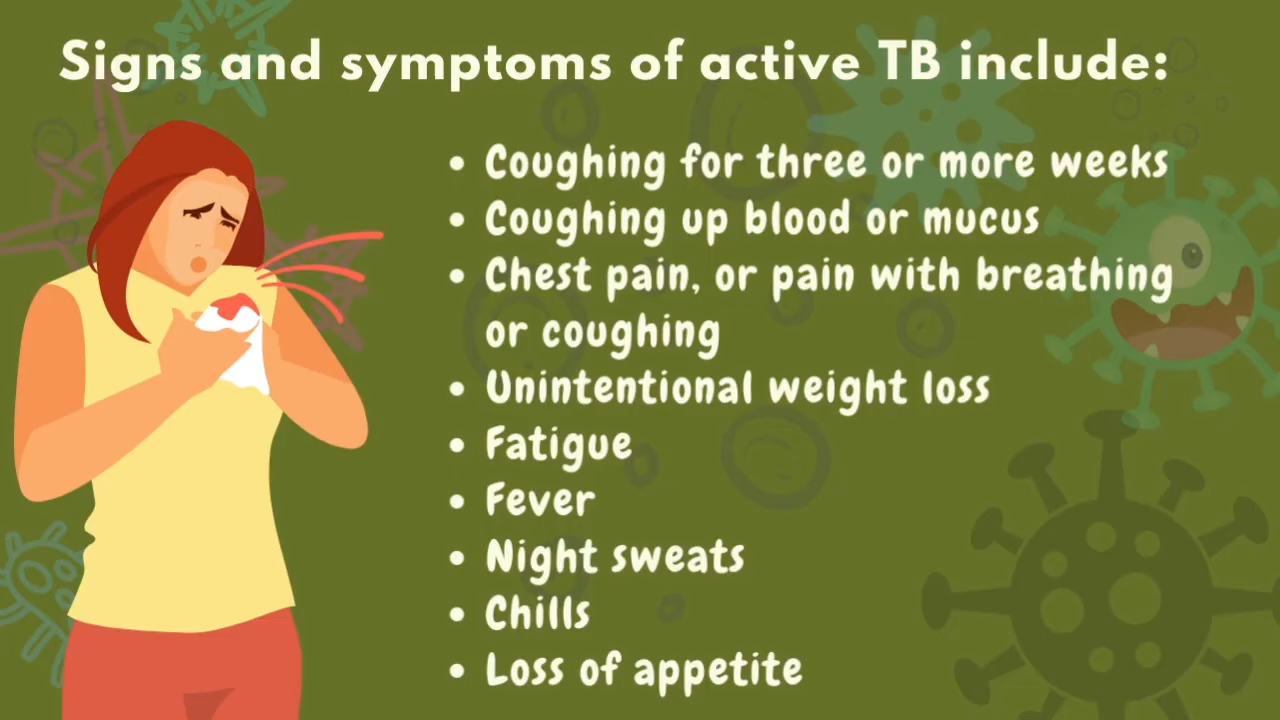 Signs and symptoms of active TB include:
• Coughing for three or more weeks
• Coughing up blood or mucus
• Chest pain, or pain with breathing
or coughing
• Unintentional weight loss
• Fatigue
• Fever
• Night sweats
• Chills
• Loss of appetite